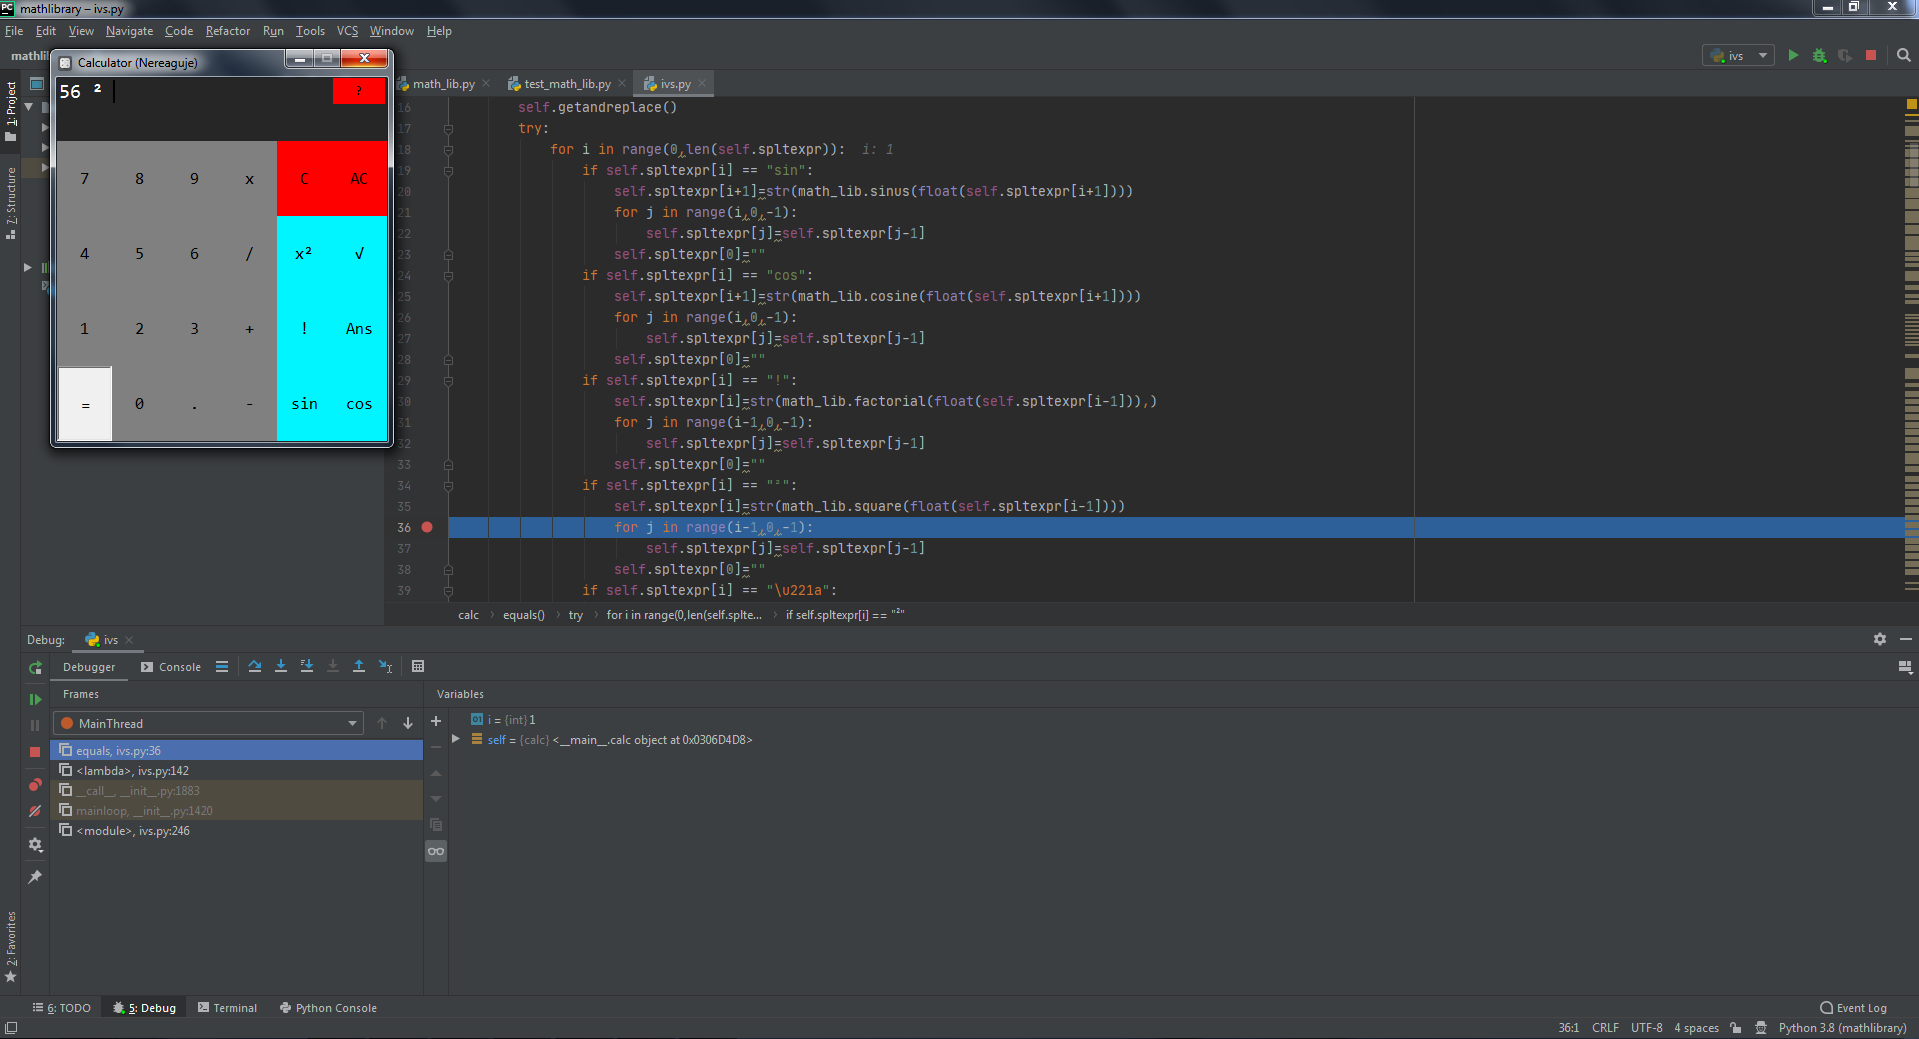 PC mathlibrary – ivs.py
File Edit View Navigate Code Refactor Run Tools VCS Window Help
ivs
Calculator (Nereaguje)
56 ²
?
7 8 9 x C AC
4 5 6 / x² √
1 2 3 + ! Ans
= 0 . - sin cos
1: Project
7: Structure
2: Favorites
math_lib.py test_math_lib.py ivs.py
16 self.getandreplace()
17 try:
18 for i in range(0,len(self.spltexpr)): i: 1
19 if self.spltexpr[i] == "sin":
20 self.spltexpr[i+1]=str(math_lib.sinus(float(self.spltexpr[i+1])))
21 for j in range(i,0,-1):
22 self.spltexpr[j]=self.spltexpr[j-1]
23 self.spltexpr[0]=""
24 if self.spltexpr[i] == "cos":
25 self.spltexpr[i+1]=str(math_lib.cosine(float(self.spltexpr[i+1])))
26 for j in range(i,0,-1):
27 self.spltexpr[j]=self.spltexpr[j-1]
28 self.spltexpr[0]=""
29 if self.spltexpr[i] == "!":
30 self.spltexpr[i]=str(math_lib.factorial(float(self.spltexpr[i-1])),)
31 for j in range(i-1,0,-1):
32 self.spltexpr[j]=self.spltexpr[j-1]
33 self.spltexpr[0]=""
34 if self.spltexpr[i] == "²":
35 self.spltexpr[i]=str(math_lib.square(float(self.spltexpr[i-1])))
36 for j in range(i-1,0,-1):
37 self.spltexpr[j]=self.spltexpr[j-1]
38 self.spltexpr[0]=""
39 if self.spltexpr[i] == "\u221a":
calc › equals() › try › for i in range(0,len(self.splte... › if self.spltexpr[i] == "²"
Debug: ivs
Debugger Console
Frames
MainThread
equals, ivs.py:36
<lambda>, ivs.py:142
__call__, __init__.py:1883
mainloop, __init__.py:1420
<module>, ivs.py:246
Variables
i = {int} 1
self = {calc} <__main__.calc object at 0x0306D4D8>
6: TODO 5: Debug Terminal Python Console Event Log
36:1 CRLF UTF-8 4 spaces Python 3.8 (mathlibrary)